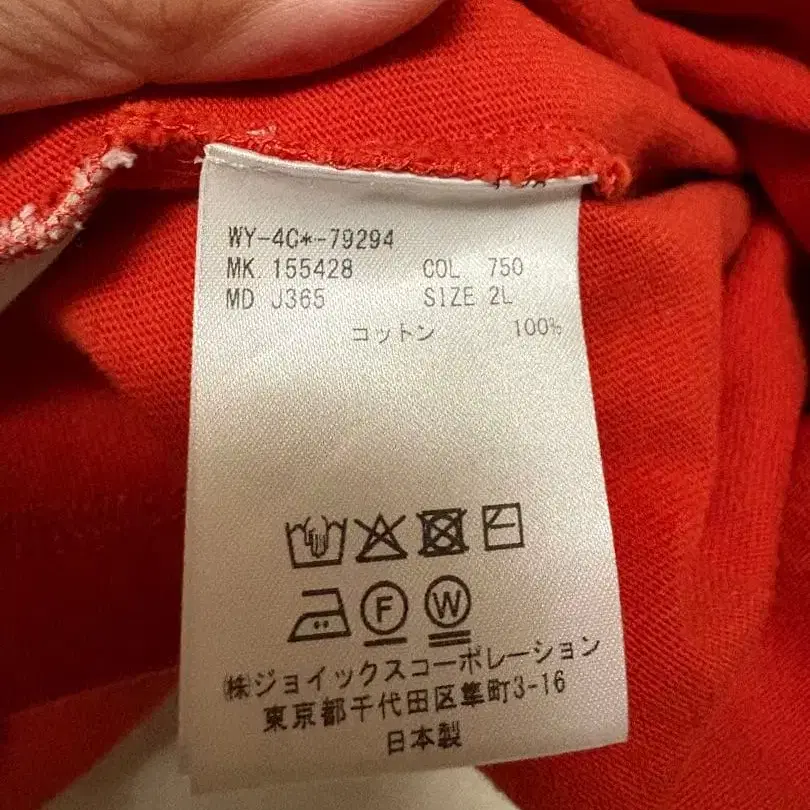 WY-4C*-79294
MK 155428 COL 750
MD J365 SIZE 2L
コットン 100%
F W
㈱ジョイックスコーポレーション
東京都千代田区隼町3-16
日本製